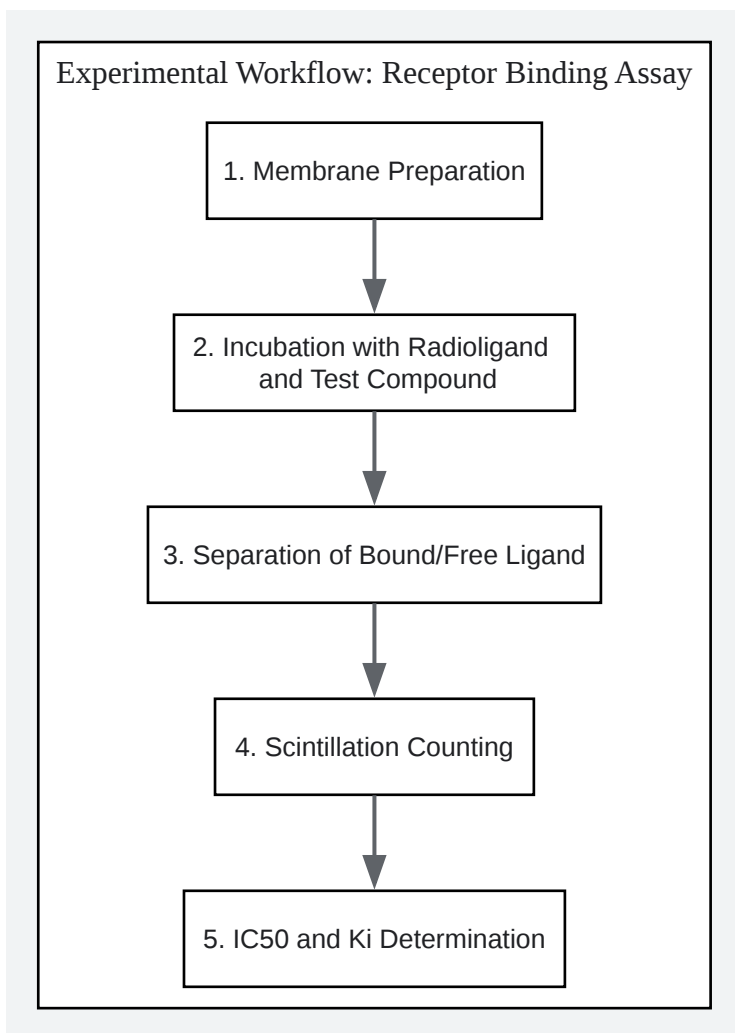 Experimental Workflow: Receptor Binding Assay
1. Membrane Preparation
2. Incubation with Radioligand
and Test Compound
3. Separation of Bound/Free Ligand
4. Scintillation Counting
5. IC50 and Ki Determination